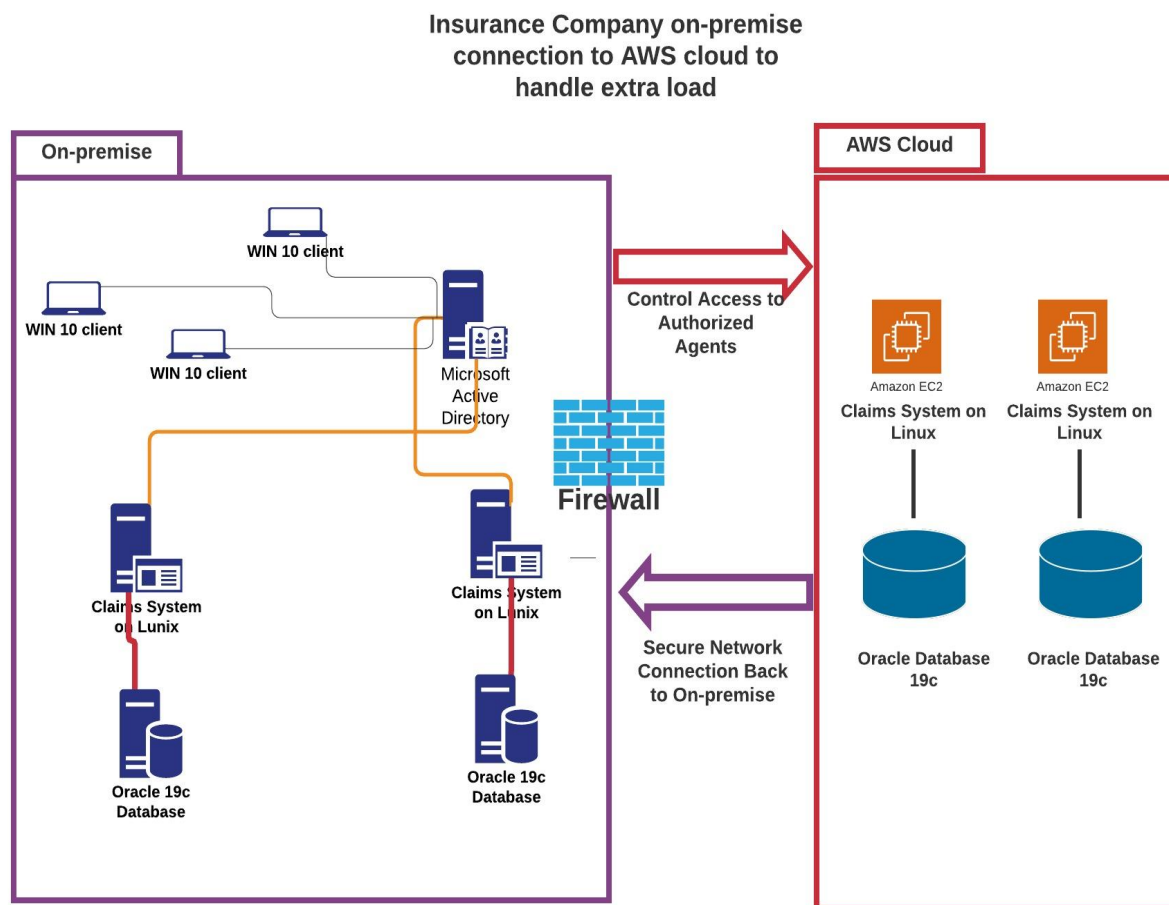 Insurance Company on-premise
connection to AWS cloud to
handle extra load
On-premise
AWS Cloud
WIN 10 client
WIN 10 client
WIN 10 client
Microsoft
Active
Directory
Control Access to
Authorized
Agents
Firewall
Claims System
on Lunix
Claims System
on Lunix
Oracle 19c
Database
Oracle 19c
Database
Secure Network
Connection Back
to On-premise
Amazon EC2
Claims System on
Linux
Amazon EC2
Claims System on
Linux
Oracle Database
19c
Oracle Database
19c